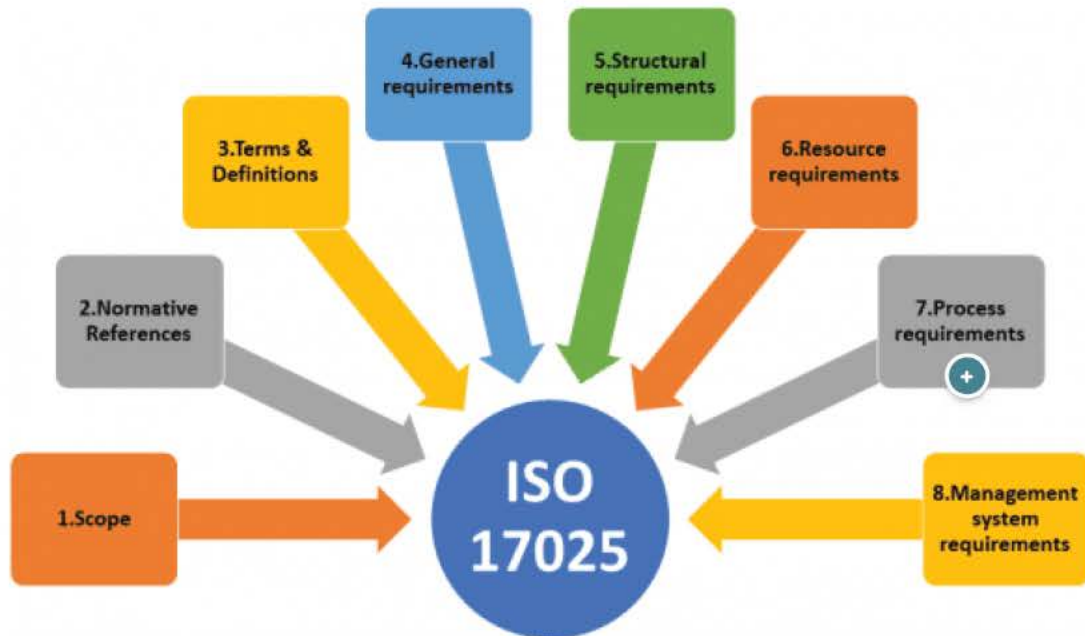 1.Scope
2.Normative
References
3.Terms &
Definitions
4.General
requirements
5.Structural
requirements
6.Resource
requirements
7.Process
requirements
+
8.Management
system
requirements
ISO
17025